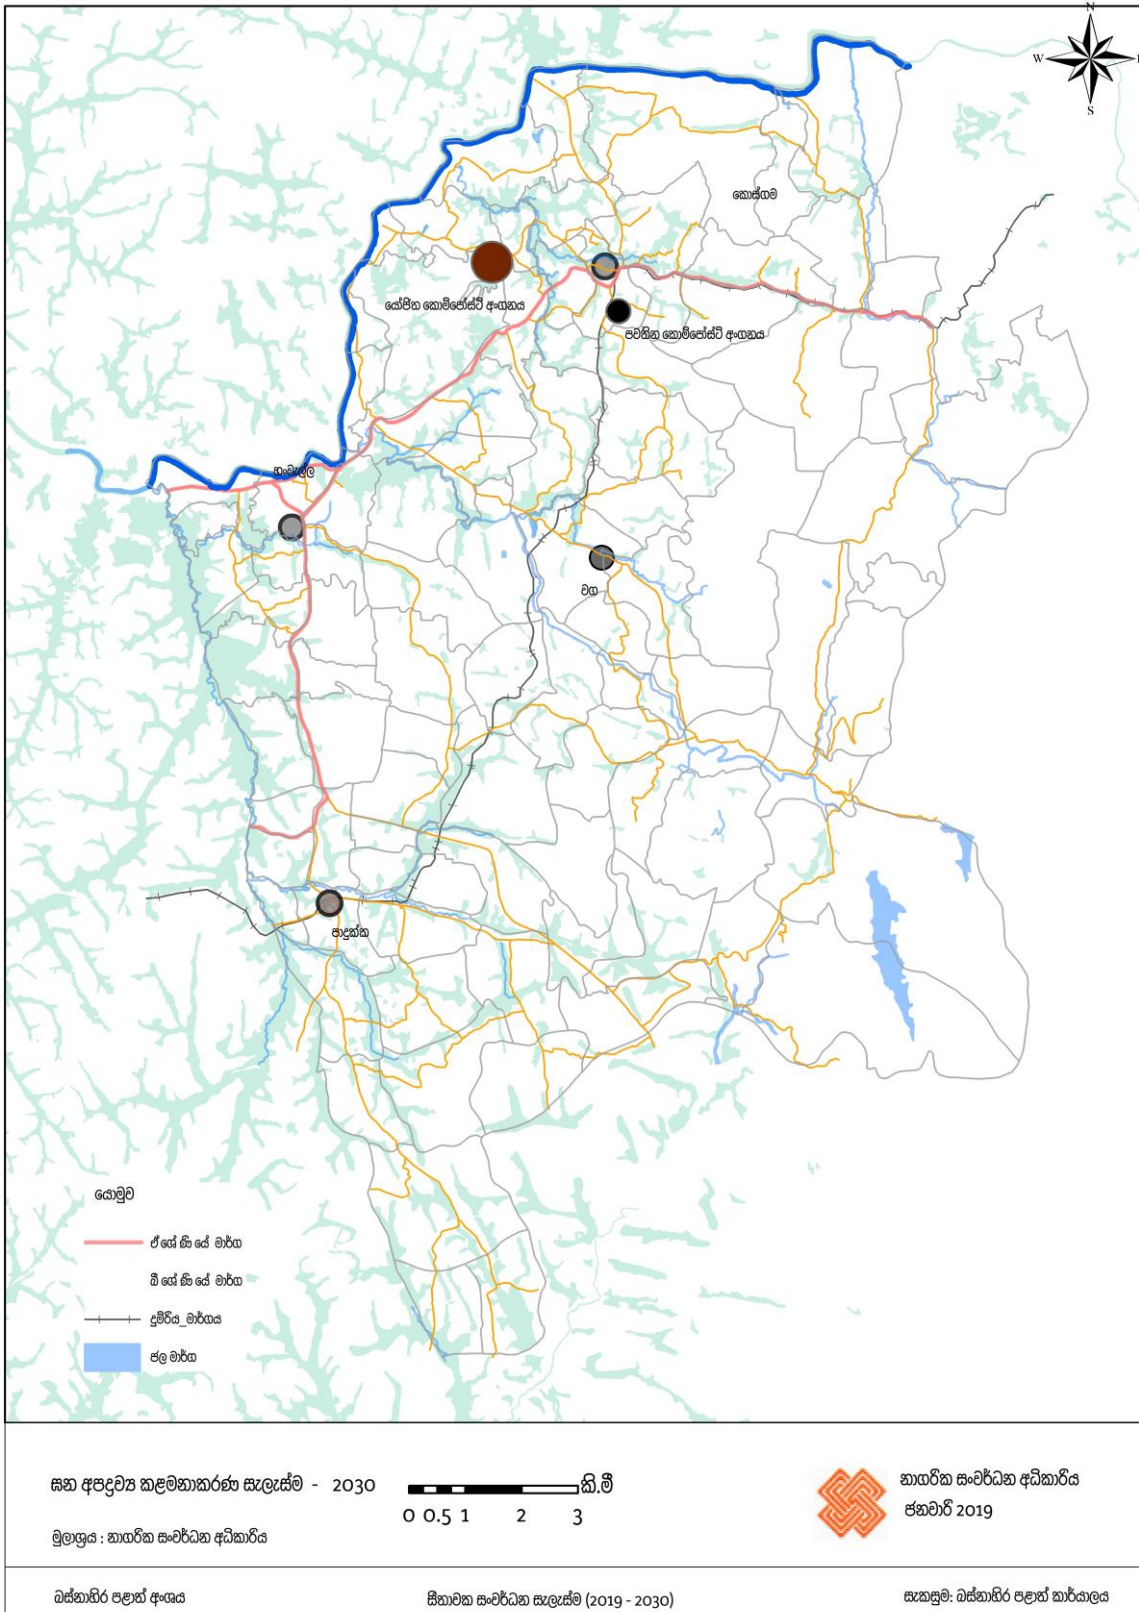 N
W
S
කොස්ගම
යෝජිත කොම්පෝස්ට් අංගනය
පවතින කොම්පෝස්ට් අංගනය
හංවැල්ල
වග
පාදුක්ක
යොමුව
ඒ ශේණියේ මාර්ග
බී ශේණියේ මාර්ග
දුම්රිය_මාර්ගය
ජල මාර්ග
ඝන අපද්‍රව්‍ය කළමනාකරණ සැලැස්ම - 2030
කි.මී
0 0.5 1 2 3
මූලාශ්‍රය : නාගරික සංවර්ධන අධිකාරිය
නාගරික සංවර්ධන අධිකාරිය
ජනවාරි 2019
බස්නාහිර පළාත් අංශය
සීතාවක සංවර්ධන සැලැස්ම (2019 - 2030)
සැකසුම: බස්නාහිර පළාත් කාර්යාලය